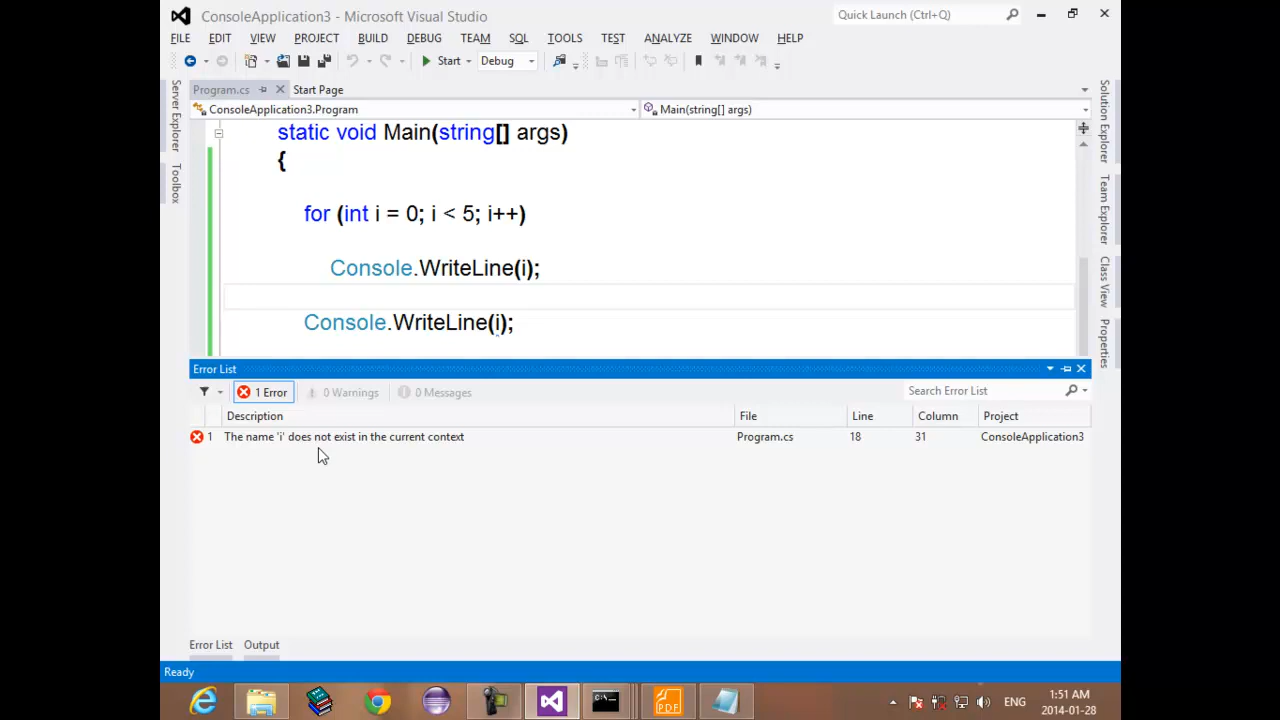 ConsoleApplication3 - Microsoft Visual Studio
Quick Launch (Ctrl+Q)
FILE EDIT VIEW PROJECT BUILD DEBUG TEAM SQL TOOLS TEST ANALYZE WINDOW HELP
Start Debug
Server Explorer
Toolbox
Program.cs Start Page
ConsoleApplication3.Program Main(string[] args)
static void Main(string[] args)
{
for (int i = 0; i < 5; i++)
Console.WriteLine(i);
Console.WriteLine(i);
Solution Explorer
Team Explorer
Class View
Properties
Error List
1 Error 0 Warnings 0 Messages Search Error List
Description File Line Column Project
1 The name 'i' does not exist in the current context Program.cs 18 31 ConsoleApplication3
Error List Output
Ready
PDF
C:\
ENG
1:51 AM
2014-01-28